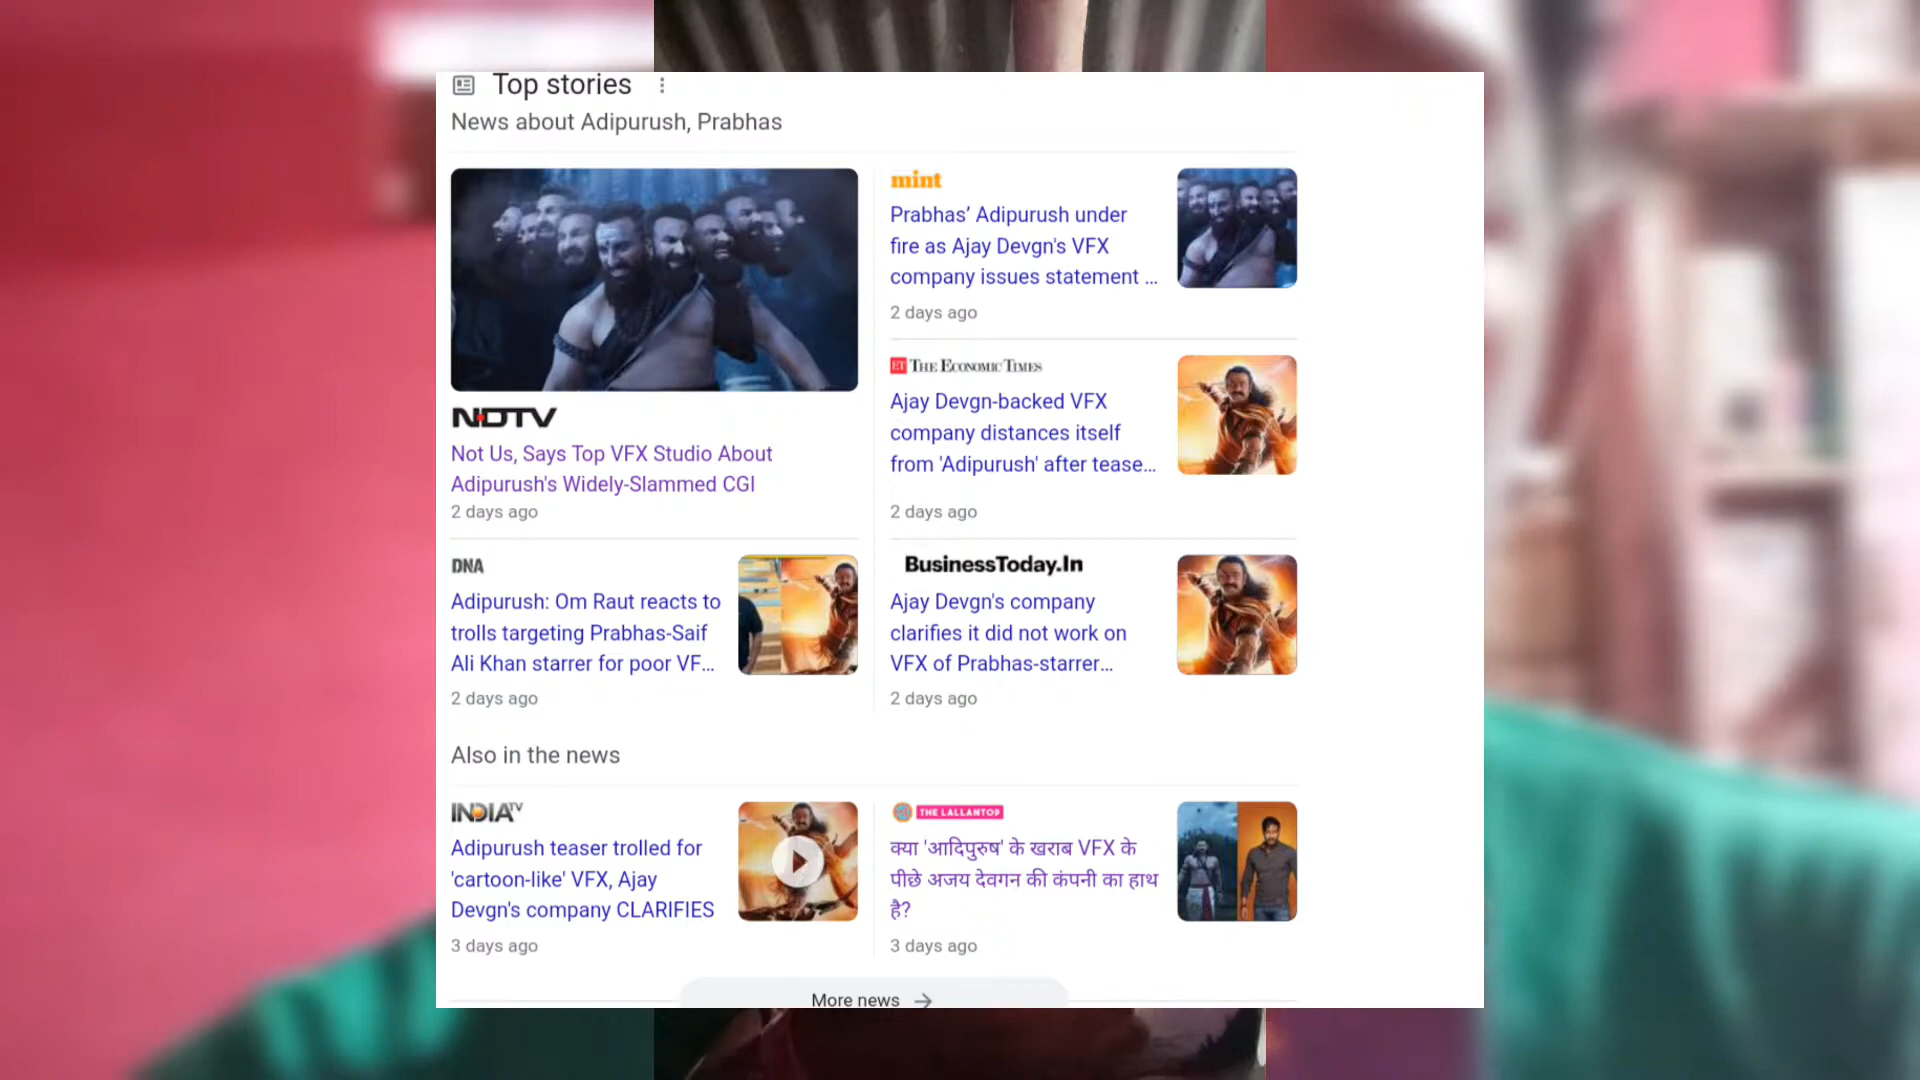 Top stories
News about Adipurush, Prabhas
NDTV
Not Us, Says Top VFX Studio About
Adipurush's Widely-Slammed CGI
2 days ago
mint
Prabhas’ Adipurush under
fire as Ajay Devgn's VFX
company issues statement ...
2 days ago
ET THE ECONOMIC TIMES
Ajay Devgn-backed VFX
company distances itself
from 'Adipurush' after tease...
2 days ago
DNA
Adipurush: Om Raut reacts to
trolls targeting Prabhas-Saif
Ali Khan starrer for poor VF...
2 days ago
BusinessToday.In
Ajay Devgn's company
clarifies it did not work on
VFX of Prabhas-starrer...
2 days ago
Also in the news
INDIA TV
Adipurush teaser trolled for
'cartoon-like' VFX, Ajay
Devgn's company CLARIFIES
3 days ago
THE LALLANTOP
क्या 'आदिपुरुष' के खराब VFX के
पीछे अजय देवगन की कंपनी का हाथ
है?
3 days ago
More news